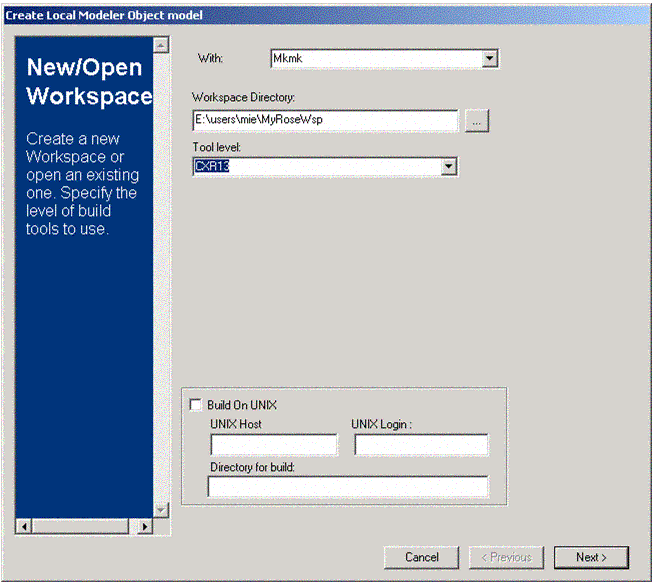 Create Local Modeler Object model
New/Open
Workspace
Create a new
Workspace or
open an existing
one. Specify the
level of build
tools to use.
With:
Mkmk
Workspace Directory:
E:\users\mie\MyRoseWsp
...
Tool level:
CXR13
Build On UNIX
UNIX Host
UNIX Login :
Directory for build:
Cancel
< Previous
Next >